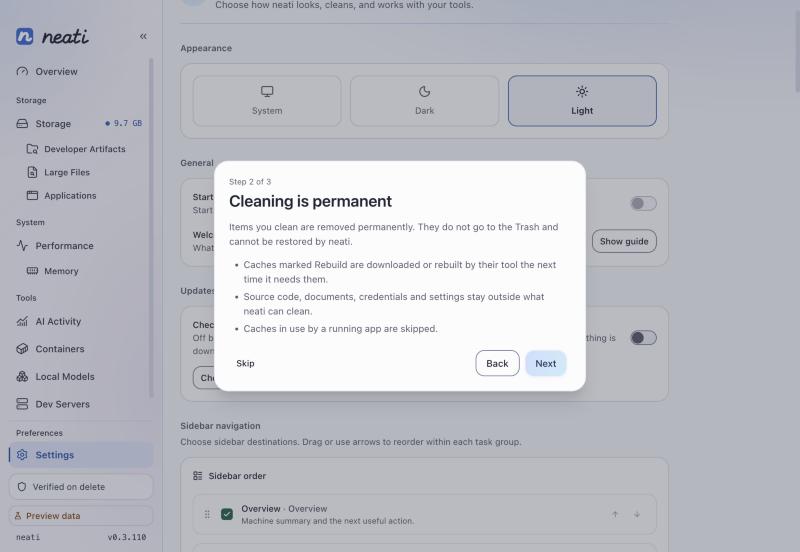 neati
«
Overview
Storage
Storage
9.7 GB
Developer Artifacts
Large Files
Applications
System
Performance
Memory
Tools
AI Activity
Containers
Local Models
Dev Servers
Preferences
Settings
Verified on delete
Preview data
neati
v0.3.110
Choose how neati looks, cleans, and works with your tools.
Appearance
System
Dark
Light
General
Start
Start
Welc
What
Show guide
Step 2 of 3
Cleaning is permanent
Items you clean are removed permanently. They do not go to the Trash and
cannot be restored by neati.
• Caches marked Rebuild are downloaded or rebuilt by their tool the next
time it needs them.
• Source code, documents, credentials and settings stay outside what
neati can clean.
• Caches in use by a running app are skipped.
Skip
Back
Next
Updates
Chec
Off b
thing is
down
Che
Sidebar navigation
Choose sidebar destinations. Drag or use arrows to reorder within each task group.
Sidebar order
Overview · Overview
Machine summary and the next useful action.